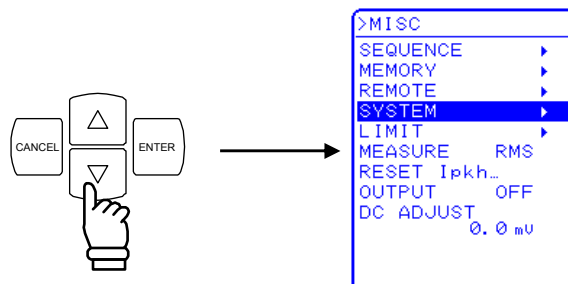 CANCEL
ENTER
>MISC
SEQUENCE
MEMORY
REMOTE
SYSTEM
LIMIT
MEASURE RMS
RESET Ipkh…
OUTPUT OFF
DC ADJUST
0.0 mV